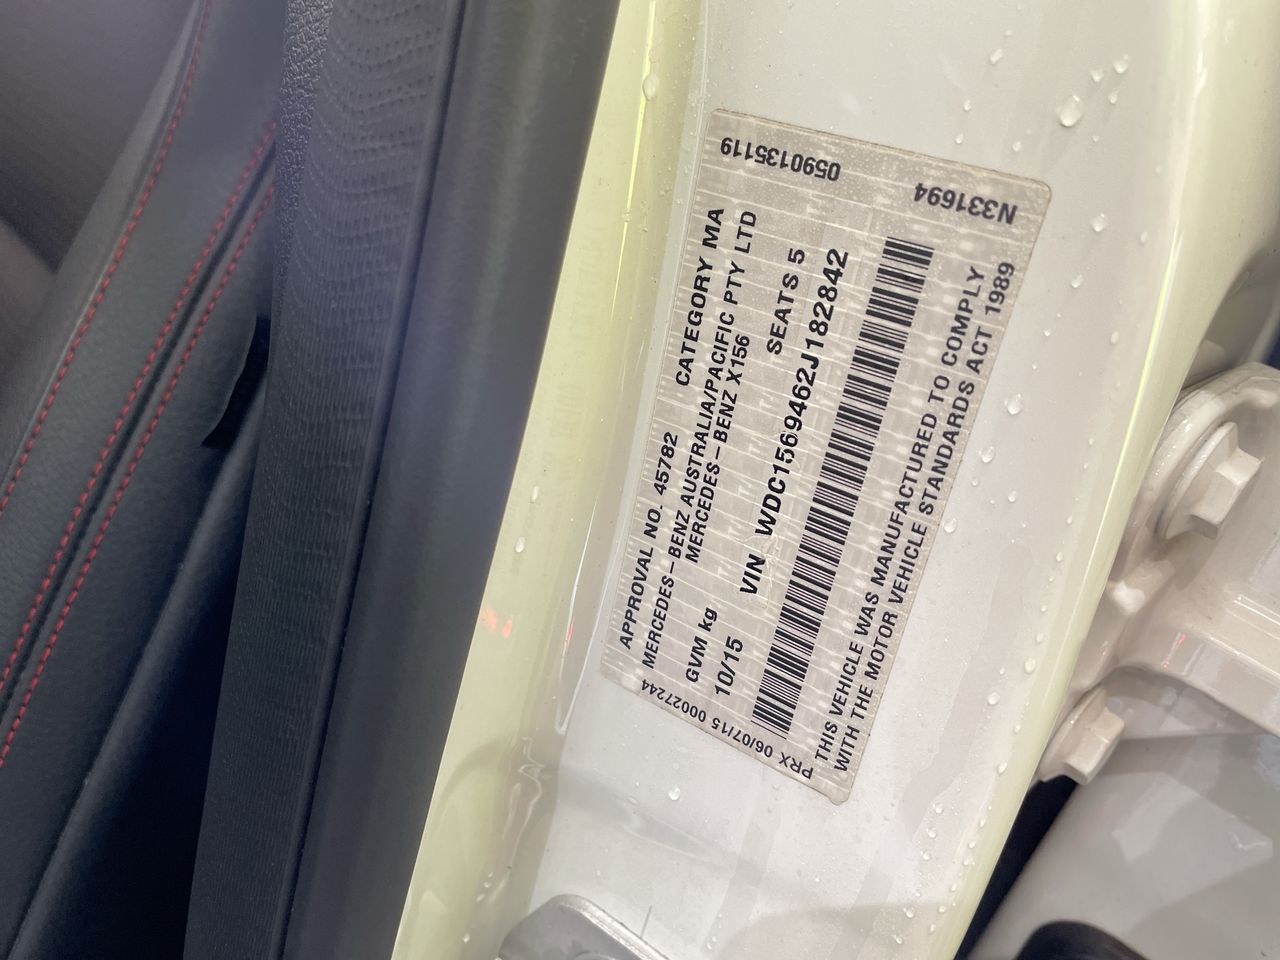 APPROVAL NO. 45782 CATEGORY MA
MERCEDES-BENZ AUSTRALIA/PACIFIC PTY LTD
MERCEDES-BENZ X156
GVM kg SEATS 5
10/15
VIN WDC1569462J182842
THIS VEHICLE WAS MANUFACTURED TO COMPLY
WITH THE MOTOR VEHICLE STANDARDS ACT 1989
PRX 06/07/15 00027244
N331694 0590135119